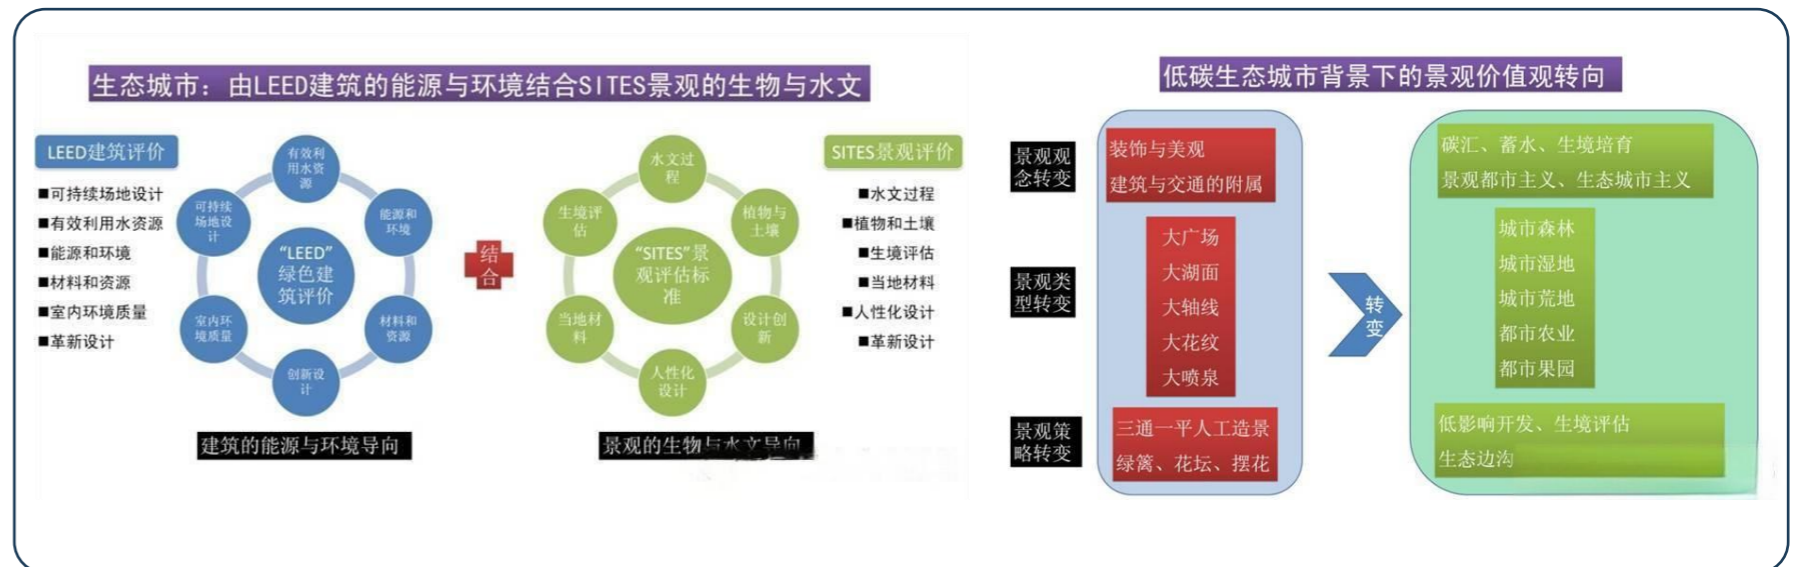 生态城市：由LEED建筑的能源与环境结合SITES景观的生物与水文
LEED建筑评价
■可持续场地设计
■有效利用水资源
■能源和环境
■材料和资源
■室内环境质量
■革新设计
有效利
用水资
源
能源和
环境
材料和
资源
创新设
计
室内环
境质量
可持续
场地设
计
“LEED”
绿色建
筑评价
建筑的能源与环境导向
结
合
水文过
程
植物与
土壤
设计创
新
人性化
设计
当地材
料
生境评
估
“SITES”景
观评估标
准
景观的生物与水文导向
SITES景观评价
■水文过程
■植物和土壤
■生境评估
■当地材料
■人性化设计
■革新设计
低碳生态城市背景下的景观价值观转向
景观观
念转变
装饰与美观
建筑与交通的附属
碳汇、蓄水、生境培育
景观都市主义、生态城市主义
景观类
型转变
大广场
大湖面
大轴线
大花纹
大喷泉
转
变
城市森林
城市湿地
城市荒地
都市农业
都市果园
景观策
略转变
三通一平人工造景
绿篱、花坛、摆花
低影响开发、生境评估
生态边沟